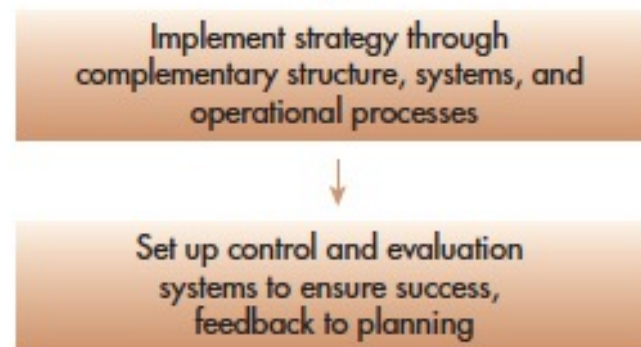 Implement strategy through
complementary structure, systems, and
operational processes
Set up control and evaluation
systems to ensure success,
feedback to planning